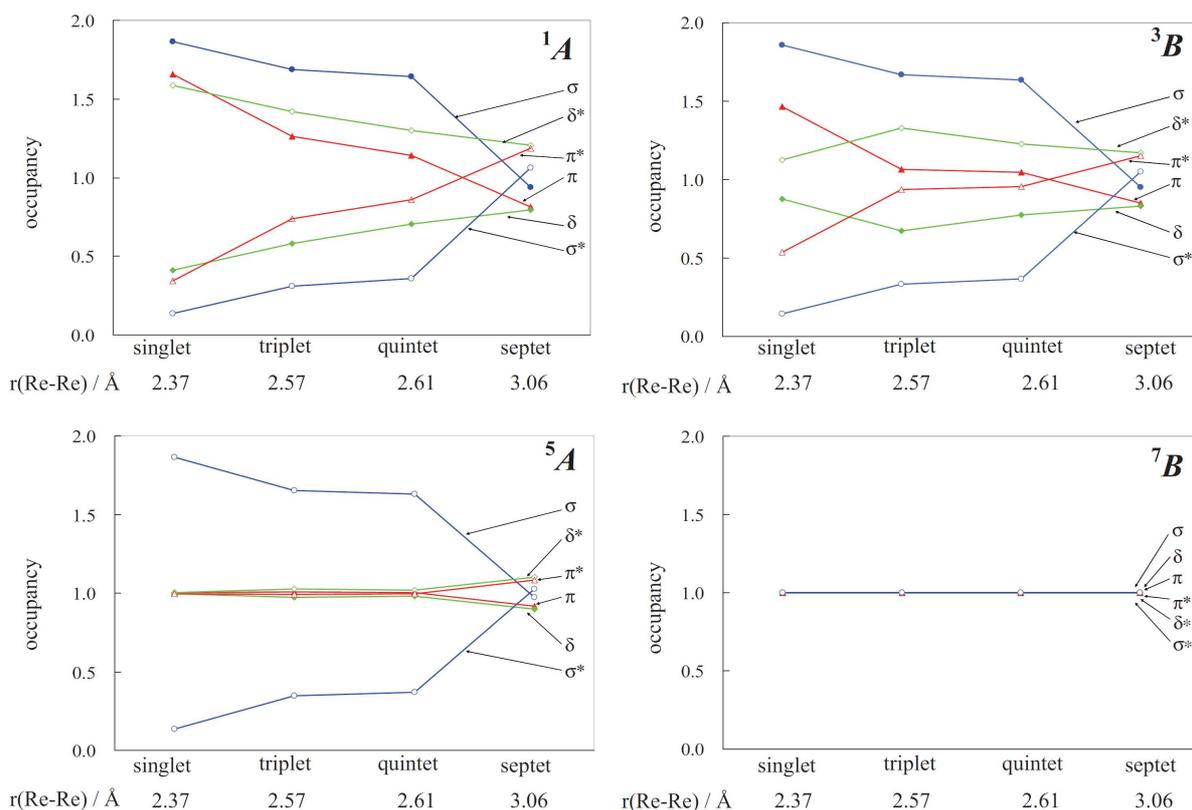 2.0
1.5
1.0
0.5
0.0
occupancy
¹A
σ
δ*
π*
π
δ
σ*
singlet triplet quintet septet
r(Re-Re) / Å 2.37 2.57 2.61 3.06
2.0
1.5
1.0
0.5
0.0
occupancy
³B
σ
δ*
π*
π
δ
σ*
singlet triplet quintet septet
r(Re-Re) / Å 2.37 2.57 2.61 3.06
2.0
1.5
1.0
0.5
0.0
occupancy
⁵A
σ
δ*
π*
π
δ
σ*
singlet triplet quintet septet
r(Re-Re) / Å 2.37 2.57 2.61 3.06
2.0
1.5
1.0
0.5
0.0
occupancy
⁷B
σ
δ
π
π*
δ*
σ*
singlet triplet quintet septet
r(Re-Re) / Å 2.37 2.57 2.61 3.06